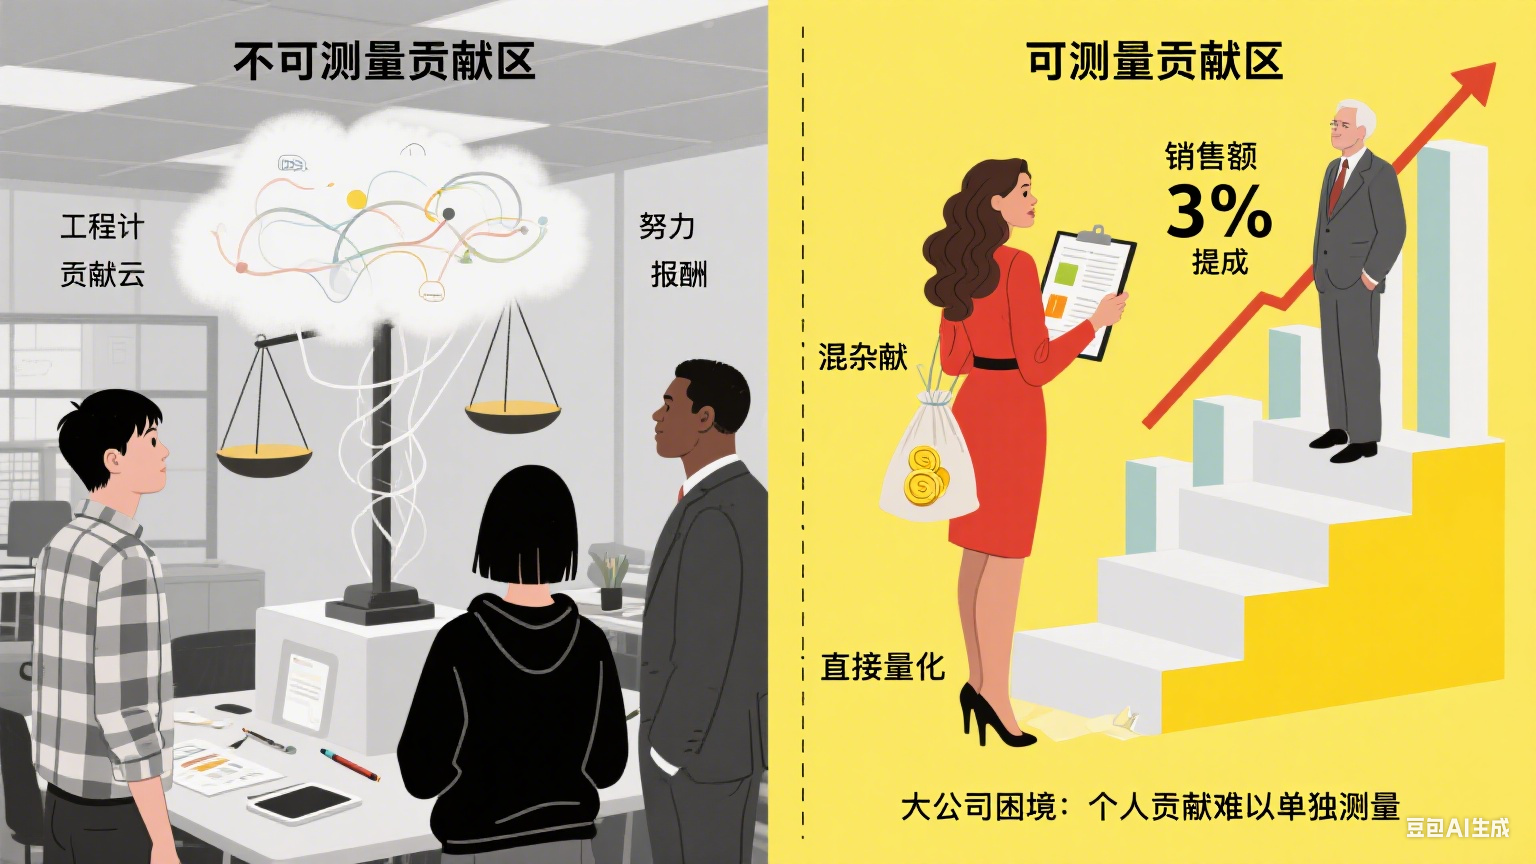 不可测量贡献区
工程计
贡献云
努力
报酬
可测量贡献区
销售额
3%
提成
混杂献
直接量化
大公司困境：个人贡献难以单独测量
豆包AI生成